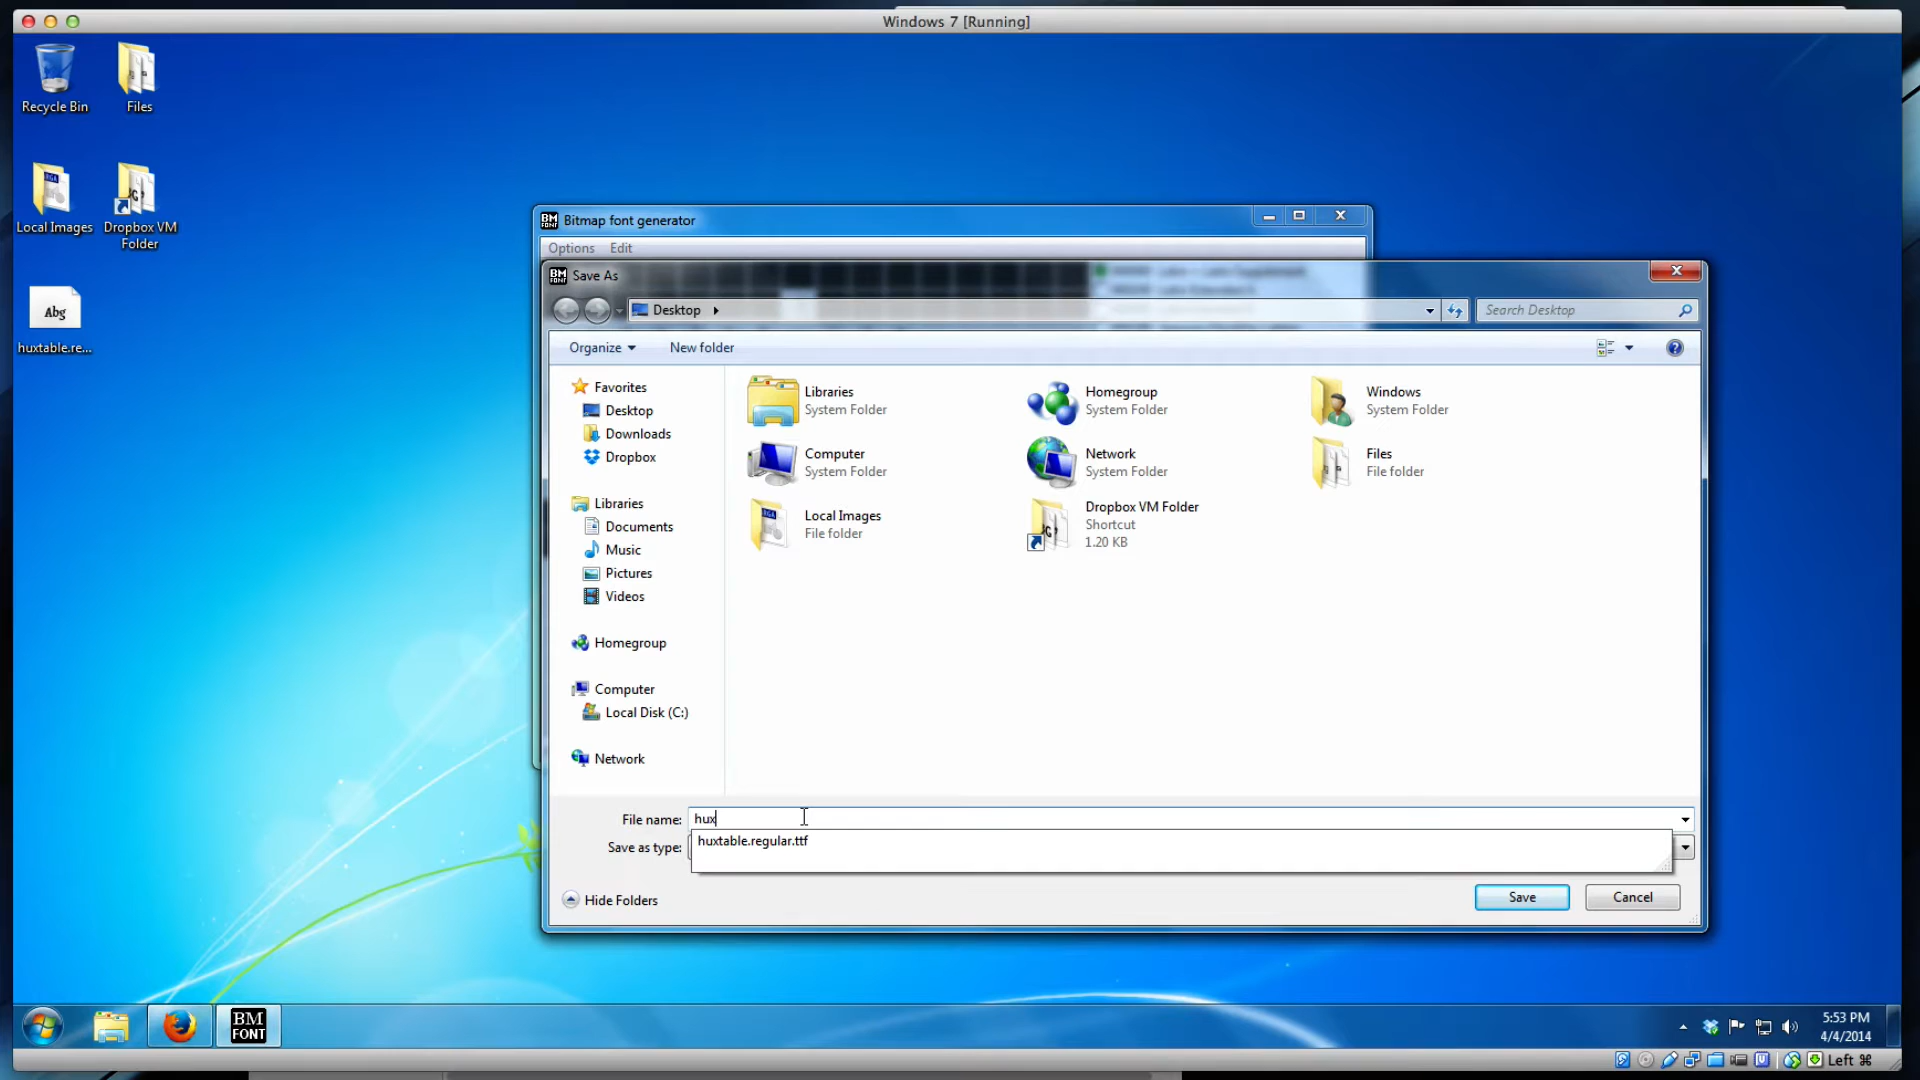 Windows 7 [Running]
Recycle Bin
Files
Local Images
Dropbox VM
Folder
Abg
huxtable.re...
BM
FONT
Bitmap font generator
Options
Edit
BM
FONT
Save As
Desktop
Search Desktop
Organize
New folder
Favorites
Desktop
Downloads
Dropbox
Libraries
Documents
Music
Pictures
Videos
Homegroup
Computer
Local Disk (C:)
Network
Libraries
System Folder
Homegroup
System Folder
Windows
System Folder
Computer
System Folder
Network
System Folder
Files
File folder
Local Images
File folder
Dropbox VM Folder
Shortcut
1.20 KB
File name:
hux
huxtable.regular.ttf
Save as type:
Hide Folders
Save
Cancel
BM
FONT
5:53 PM
4/4/2014
Left ⌘